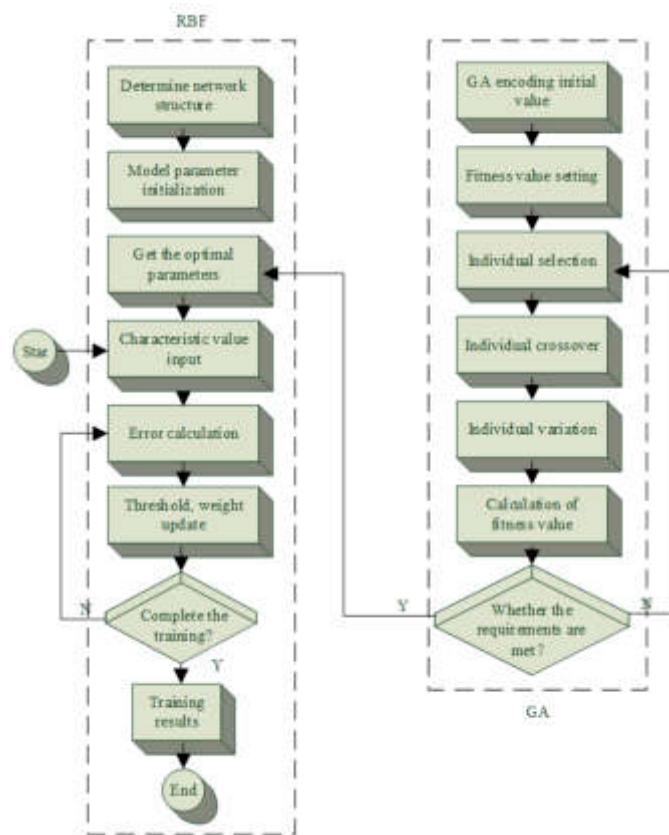 RBF
Determine network
structure
Model parameter
initialization
Get the optimal
parameters
Star
Characteristic value
input
Error calculation
Threshold, weight
update
N
Complete the
training?
Y
Training
results
End
GA encoding initial
value
Fitness value setting
Individual selection
Individual crossover
Individual variation
Calculation of
fitness value
Y
Whether the
requirements are
met?
N
GA